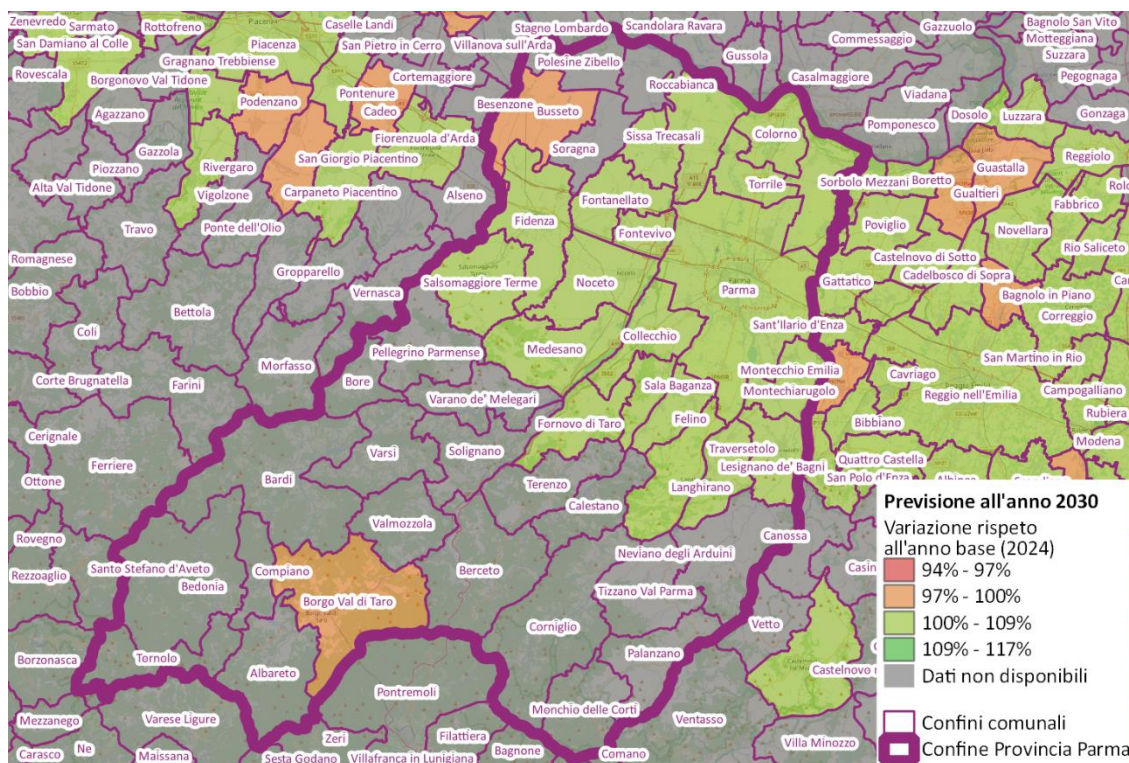 Zenevredo
Sarmato
Rottofreno
Caselle Landi
Stagno Lombardo
Scandolara Ravara
Gazzuolo
Bagnolo San Vito
San Damiano al Colle
Piacenza
San Pietro in Cerro
Villanova sull'Arda
Commessaggio
Motteggiana
Gussola
Suzzara
Rovescala
Gragnano Trebbiense
Polesine Zibello
Borgonovo Val Tidone
Cortemaggiore
Roccabianca
Casalmaggiore
Pegognaga
Agazzano
Podenzano
Pontenure
Besenzone
Viadana
Cadeo
Busseto
Dosolo
Luzzara
Gonzaga
Gazzola
Fiorenzuola d'Arda
Sissa Trecasali
Colorno
Pomponesco
Piozzano
Rivergaro
San Giorgio Piacentino
Soragna
Reggiolo
Guastalla
Alta Val Tidone
Vigolzone
Carpaneto Piacentino
Alseno
Fontanellato
Torrile
Sorbolo Mezzani
Boretto
Rolo
Gualtieri
Fabbrico
Travo
Ponte dell'Olio
Fidenza
Fontevivo
Poviglio
Novellara
Romagnese
Rio Saliceto
Gropparello
Castelnovo di Sotto
Bobbio
Salsomaggiore Terme
Noceto
Parma
Gattatico
Cadelbosco di Sopra
Vernasca
Bagnolo in Piano
Bettola
Coli
Sant'Ilario d'Enza
Correggio
Collecchio
Medesano
Pellegrino Parmense
San Martino in Rio
Morfasso
Montecchio Emilia
Corte Brugnatella
Farini
Bore
Sala Baganza
Cavriago
Varano de' Melegari
Montechiarugolo
Reggio nell'Emilia
Campogalliano
Felino
Rubiera
Fornovo di Taro
Bibbiano
Cerignale
Traversetolo
Modena
Varsi
Solignano
Ferriere
Lesignano de' Bagni
Quattro Castella
Ottone
Bardi
Terenzo
Langhirano
San Polo d'Enza
Albinea
Calestano
Rovegno
Valmozzola
Canossa
Neviano degli Arduini
Rezzoaglio
Santo Stefano d'Aveto
Compiano
Berceto
Bedonia
Tizzano Val Parma
Borgo Val di Taro
Corniglio
Vetto
Palanzano
Borzonasca
Tornolo
Albareto
Castelnovo
Pontremoli
Mezzanego
Varese Ligure
Monchio delle Corti
Ventasso
Zeri
Filattiera
Villa Minozzo
Carasco
Ne
Maissana
Sesta Godano
Villafranca in Lunigiana
Bagnone
Comano
Previsione all'anno 2030
Variazione rispeto
all'anno base (2024)
94% - 97%
97% - 100%
100% - 109%
109% - 117%
Dati non disponibili
Confini comunali
Confine Provincia Parma